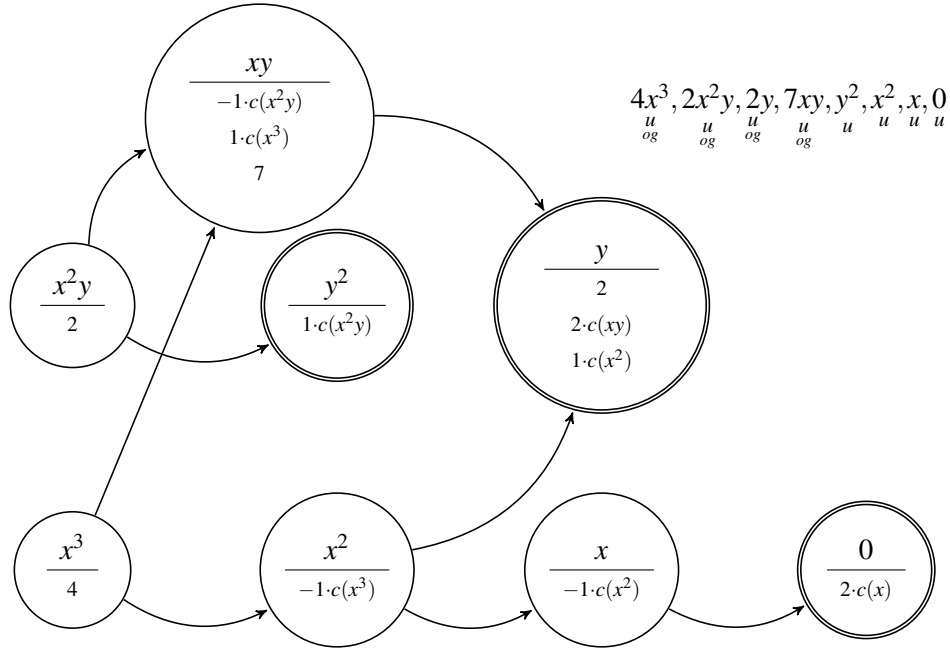 xy
−1·c(x²y)
1·c(x³)
7
4x³, 2x²y, 2y, 7xy, y², x², x, 0
u u u u u u u u
og og og og
x²y
2
y²
1·c(x²y)
y
2
2·c(xy)
1·c(x²)
x³
4
x²
−1·c(x³)
x
−1·c(x²)
0
2·c(x)